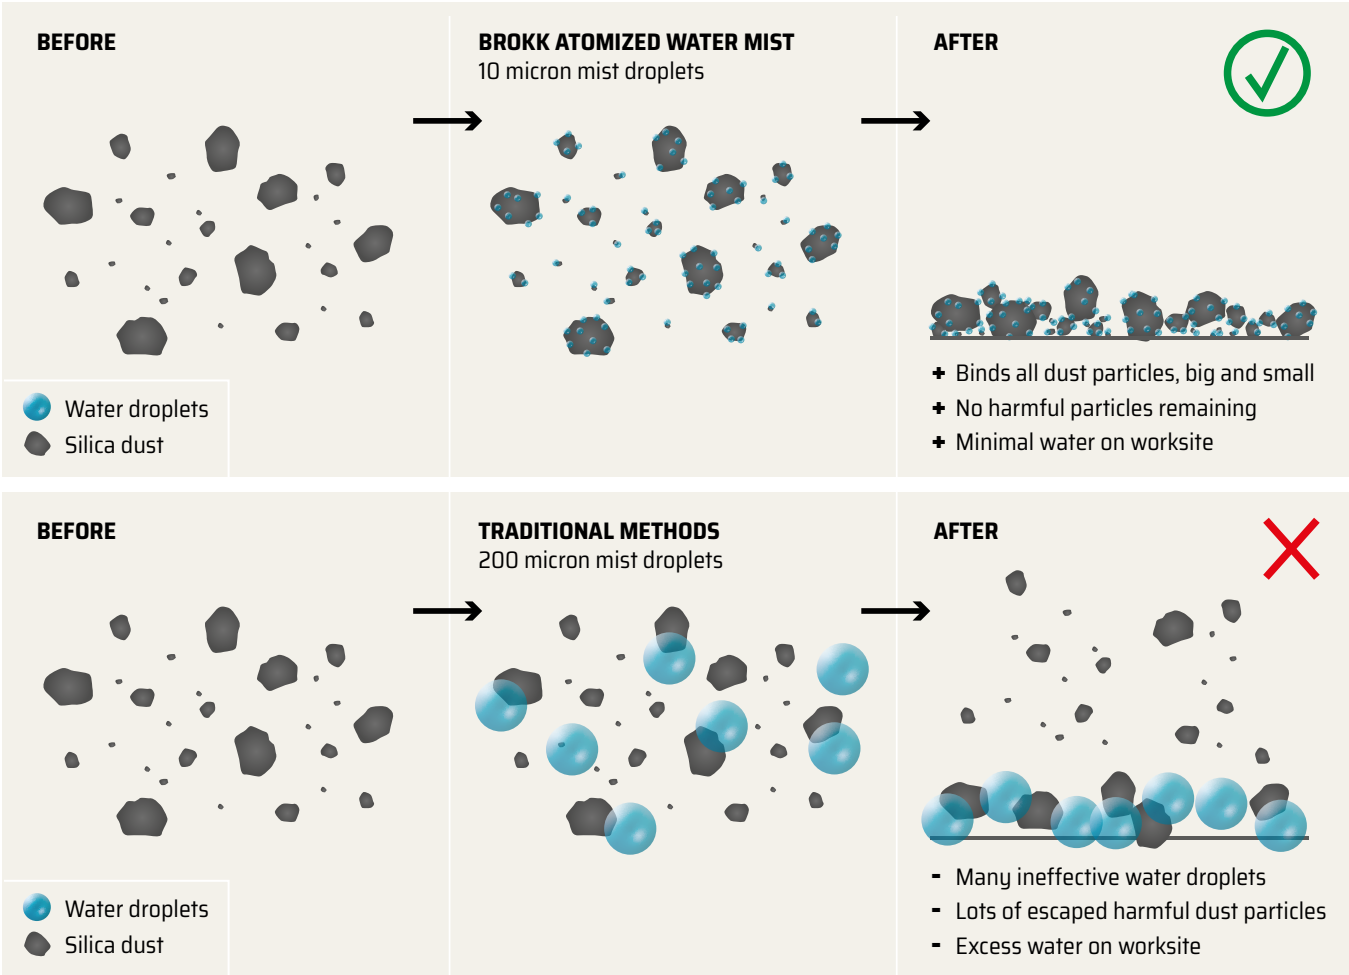 BEFORE
BROKK ATOMIZED WATER MIST
10 micron mist droplets
AFTER
Water droplets
Silica dust
+ Binds all dust particles, big and small
+ No harmful particles remaining
+ Minimal water on worksite
BEFORE
TRADITIONAL METHODS
200 micron mist droplets
AFTER
Water droplets
Silica dust
- Many ineffective water droplets
- Lots of escaped harmful dust particles
- Excess water on worksite